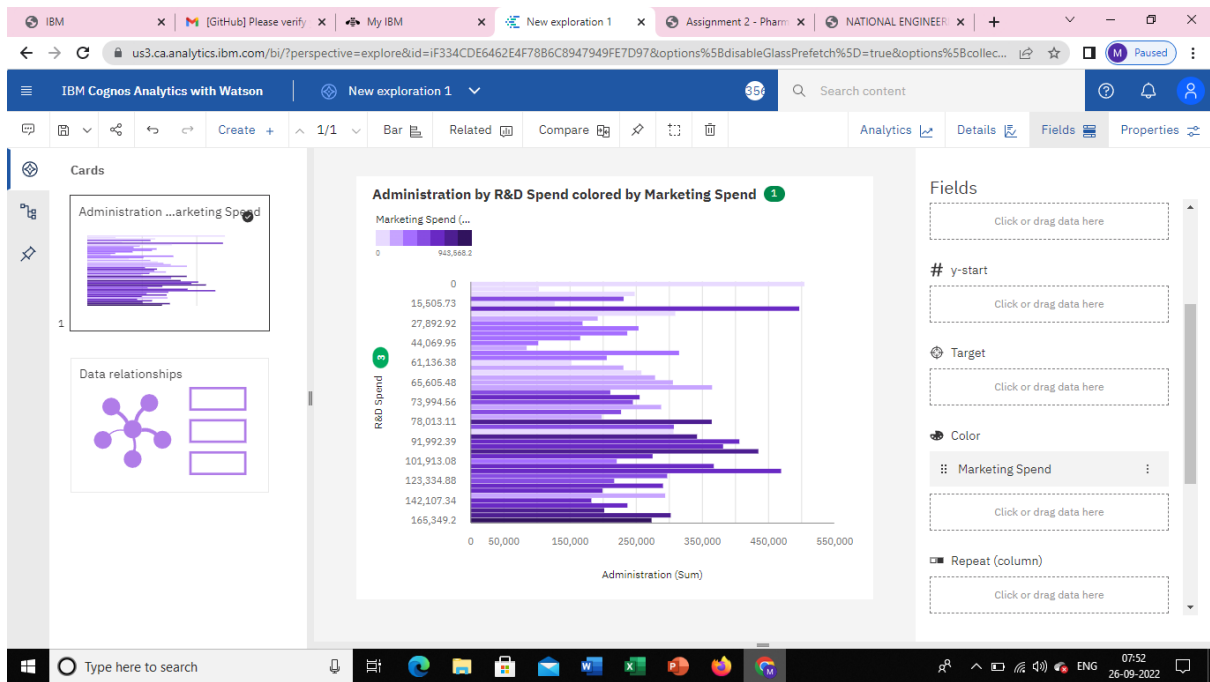 IBM
[GitHub] Please verify
My IBM
New exploration 1
Assignment 2 - Pharm
NATIONAL ENGINEER
us3.ca.analytics.ibm.com/bi/?perspective=explore&id=iF334CDE6462E4F78B6C8947949FE7D97&options%5BdisableGlassPrefetch%5D=true&options%5Bcollec...
M Paused
IBM Cognos Analytics with Watson
New exploration 1
356
Search content
Create +
1/1
Bar
Related
Compare
Analytics
Details
Fields
Properties
Cards
Administration ...arketing Spend
1
Data relationships
Administration by R&D Spend colored by Marketing Spend 1
Marketing Spend (...
0 943,568.2
3
R&D Spend
0
15,505.73
27,892.92
44,069.95
61,136.38
65,605.48
73,994.56
78,013.11
91,992.39
101,913.08
123,334.88
142,107.34
165,349.2
0 50,000 150,000 250,000 350,000 450,000 550,000
Administration (Sum)
Fields
Click or drag data here
# y-start
Click or drag data here
Target
Click or drag data here
Color
Marketing Spend
Click or drag data here
Repeat (column)
Click or drag data here
Type here to search
ENG
07:52
26-09-2022